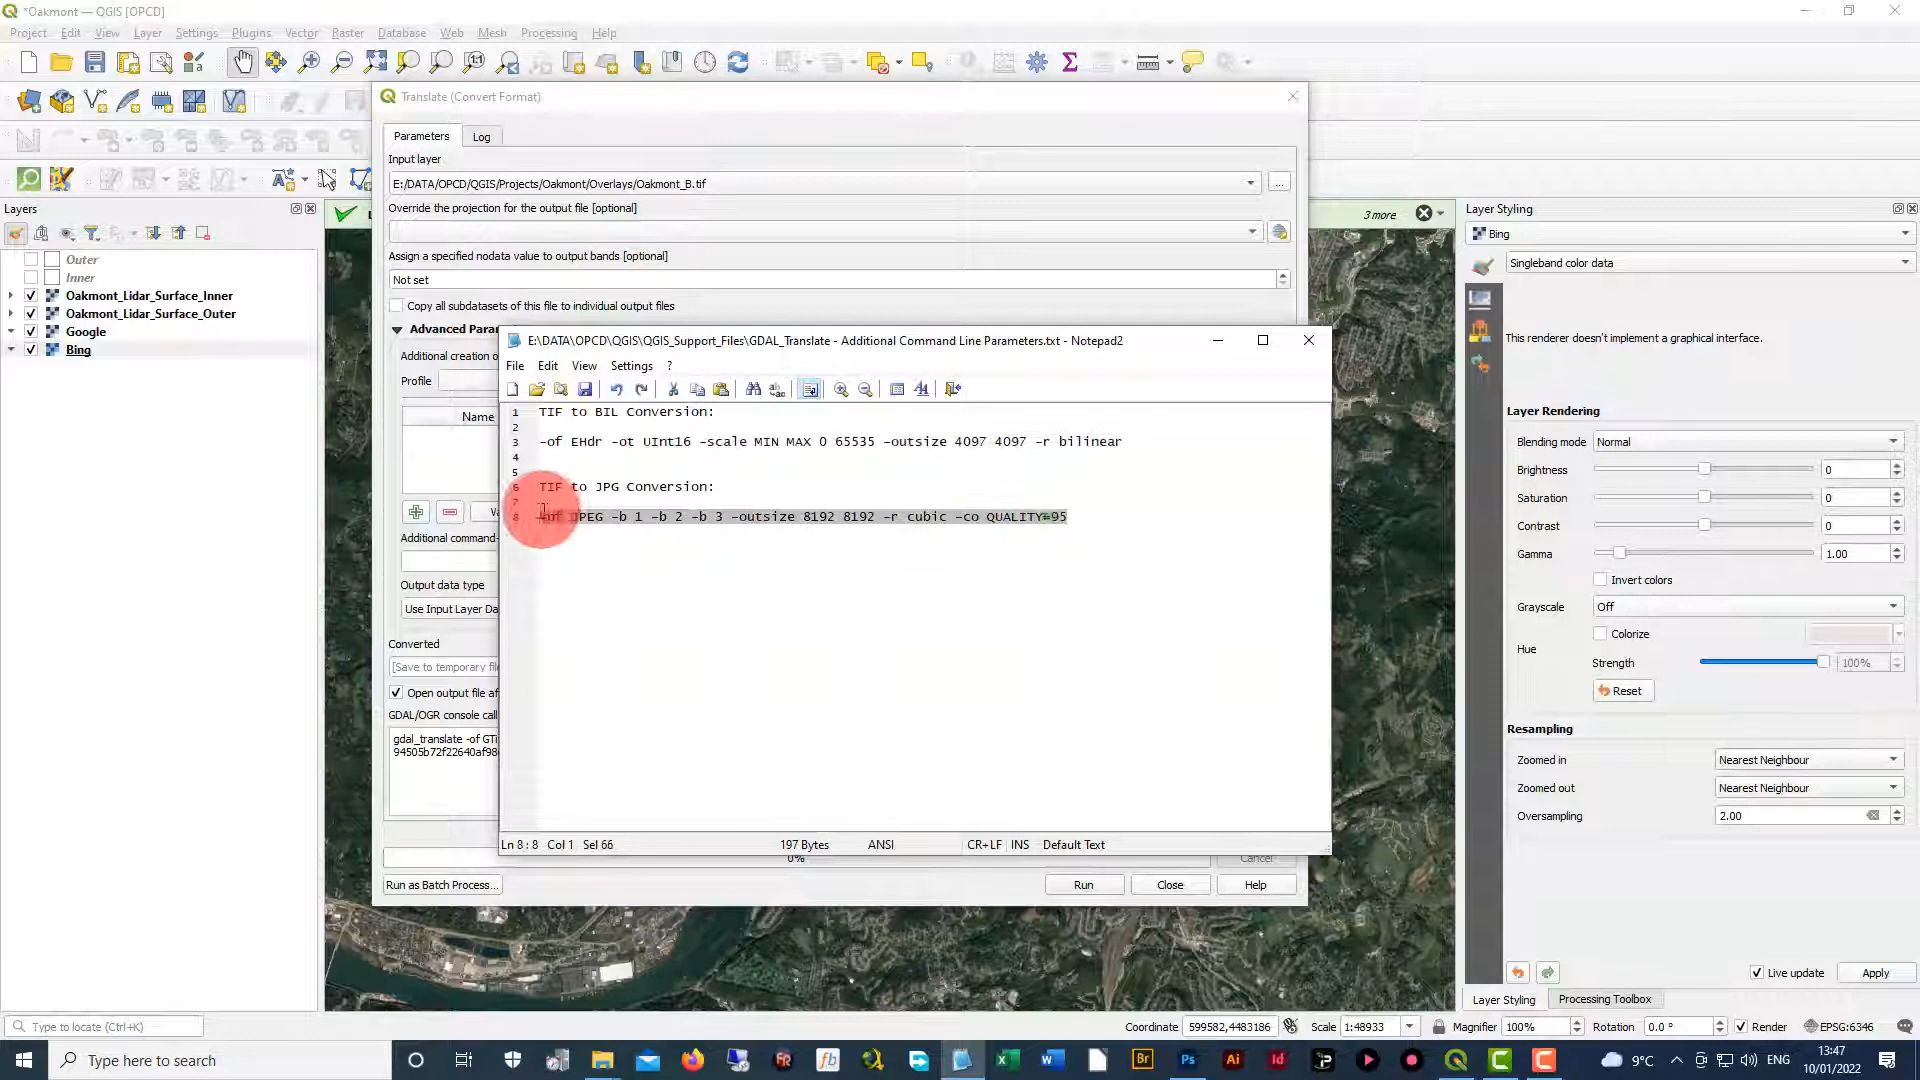 *Oakmont — QGIS [OPCD]
Project Edit View Layer Settings Plugins Vector Raster Database Web Mesh Processing Help
Translate (Convert Format)
Parameters Log
Input layer
E:/DATA/OPCD/QGIS/Projects/Oakmont/Overlays/Oakmont_B.tif
Override the projection for the output file [optional]
Assign a specified nodata value to output bands [optional]
Not set
Copy all subdatasets of this file to individual output files
Advanced Para
Additional creation o
Profile
Name
Va
Additional command-
Output data type
Use Input Layer Da
Converted
[Save to temporary file
Open output file af
GDAL/OGR console call
gdal_translate -of GTi
94505b72f22640af98
0%
Cancel
Run as Batch Process...
Run
Close
Help
Layers
Outer
Inner
Oakmont_Lidar_Surface_Inner
Oakmont_Lidar_Surface_Outer
Google
Bing
E:\DATA\OPCD\QGIS\QGIS_Support_Files\GDAL_Translate - Additional Command Line Parameters.txt - Notepad2
File Edit View Settings ?
1 TIF to BIL Conversion:
2
3 -of EHdr -ot UInt16 -scale MIN MAX 0 65535 -outsize 4097 4097 -r bilinear
4
5
6 TIF to JPG Conversion:
7
8 -of JPEG -b 1 -b 2 -b 3 -outsize 8192 8192 -r cubic -co QUALITY=95
Ln 8 : 8 Col 1 Sel 66 197 Bytes ANSI CR+LF INS Default Text
3 more
Layer Styling
Bing
Singleband color data
This renderer doesn't implement a graphical interface.
Layer Rendering
Blending mode Normal
Brightness 0
Saturation 0
Contrast 0
Gamma 1.00
Invert colors
Grayscale Off
Colorize
Hue
Strength 100%
Reset
Resampling
Zoomed in Nearest Neighbour
Zoomed out Nearest Neighbour
Oversampling 2.00
Live update Apply
Layer Styling Processing Toolbox
Type to locate (Ctrl+K)
Coordinate 599582,4483186 Scale 1:48933 Magnifier 100% Rotation 0.0 ° Render EPSG:6346
Type here to search
9°C ENG
13:47
10/01/2022